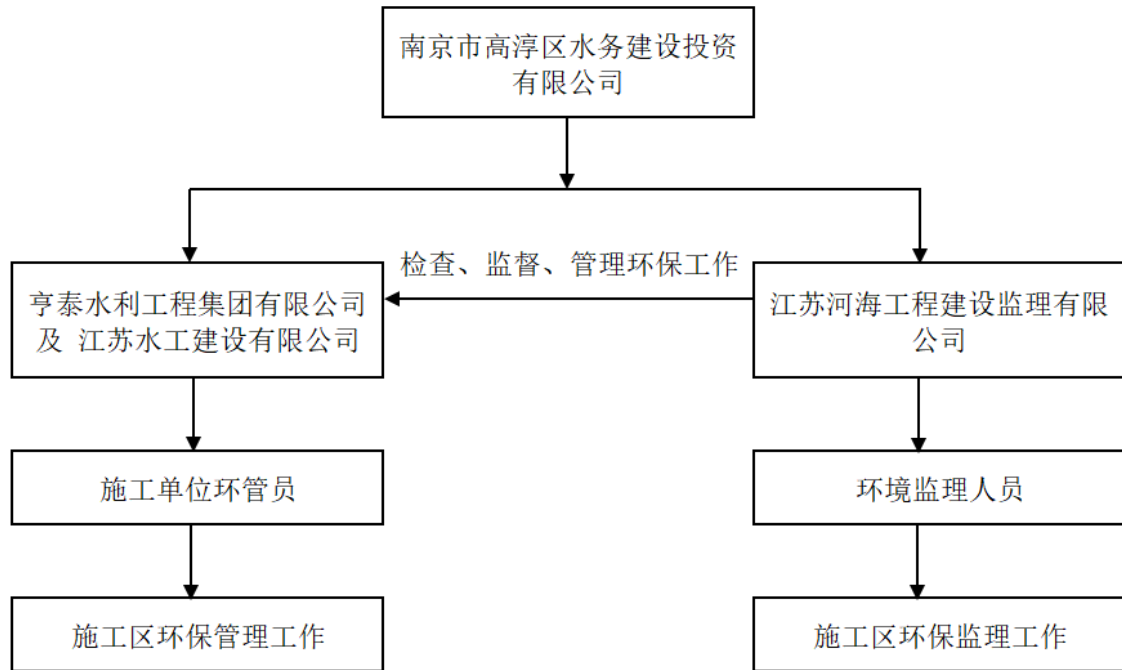 南京市高淳区水务建设投资
有限公司
检查、监督、管理环保工作
亨泰水利工程集团有限公司
及 江苏水工建设有限公司
江苏河海工程建设监理有限
公司
施工单位环管员
环境监理人员
施工区环保管理工作
施工区环保监理工作